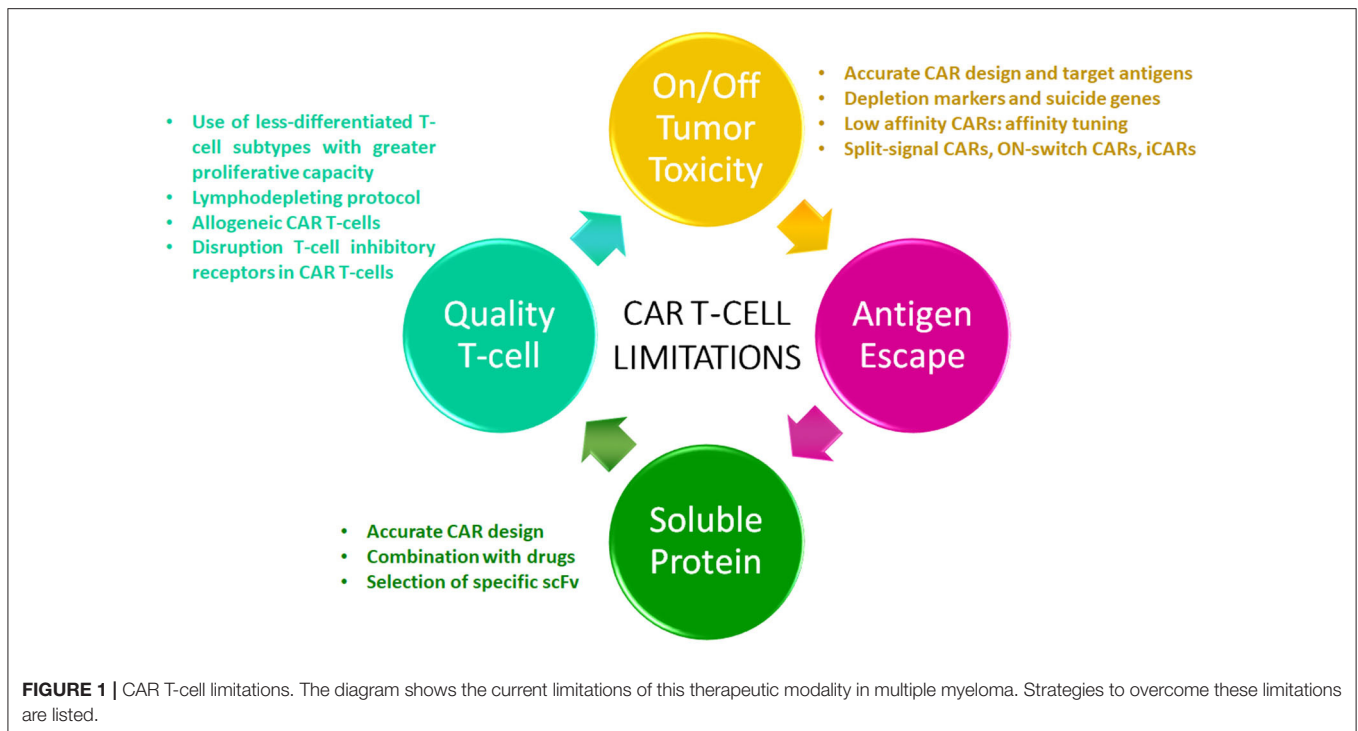 On/Off
Tumor
Toxicity
• Accurate CAR design and target antigens
• Depletion markers and suicide genes
• Low affinity CARs: affinity tuning
• Split-signal CARs, ON-switch CARs, iCARs
• Use of less-differentiated T-
cell subtypes with greater
proliferative capacity
• Lymphodepleting protocol
• Allogeneic CAR T-cells
• Disruption T-cell inhibitory
receptors in CAR T-cells
Quality
T-cell
CAR T-CELL
LIMITATIONS
Antigen
Escape
• Accurate CAR design
• Combination with drugs
• Selection of specific scFv
Soluble
Protein
FIGURE 1 | CAR T-cell limitations. The diagram shows the current limitations of this therapeutic modality in multiple myeloma. Strategies to overcome these limitations
are listed.